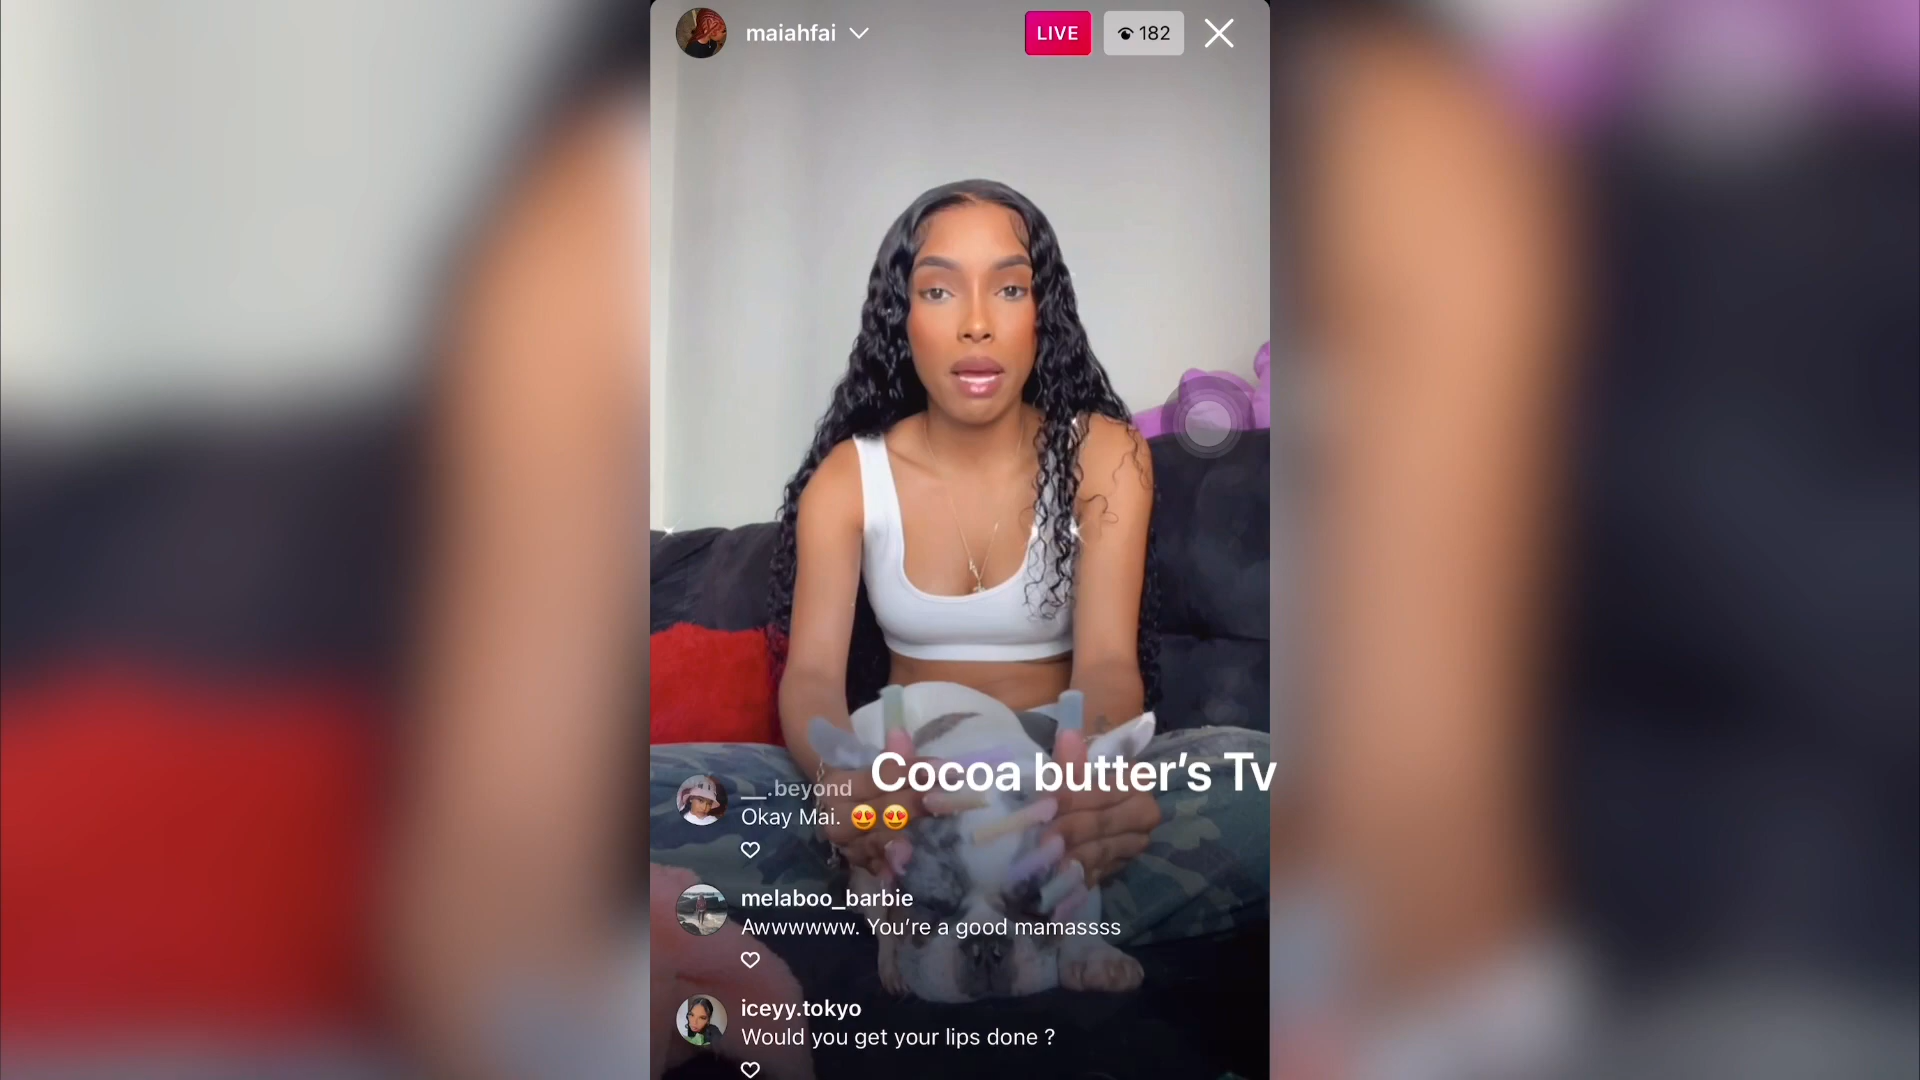 maiahfai
LIVE
182
Cocoa butter's Tv
__.beyond
Okay Mai. 😍😍
melaboo_barbie
Awwwwww. You're a good mamassss
iceyy.tokyo
Would you get your lips done ?